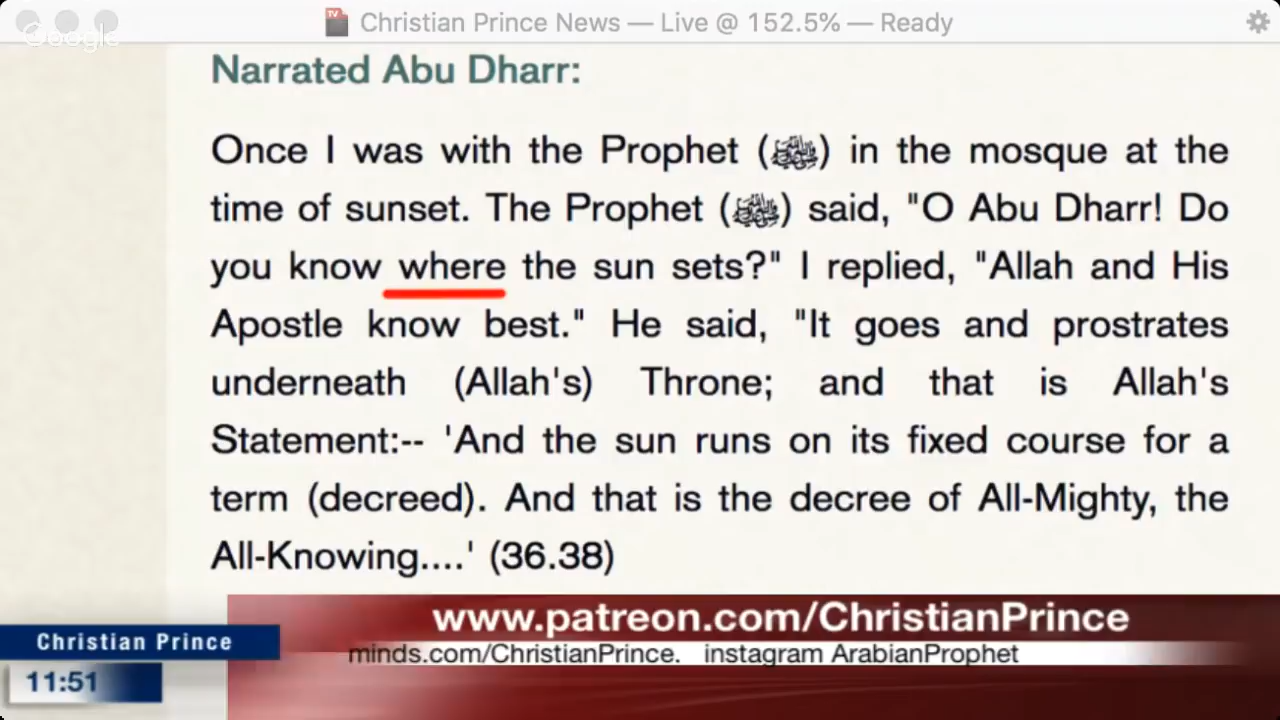 Christian Prince News — Live @ 152.5% — Ready
Google
Narrated Abu Dharr:
Once I was with the Prophet (ﷺ) in the mosque at the
time of sunset. The Prophet (ﷺ) said, "O Abu Dharr! Do
you know where the sun sets?" I replied, "Allah and His
Apostle know best." He said, "It goes and prostrates
underneath (Allah's) Throne; and that is Allah's
Statement:-- 'And the sun runs on its fixed course for a
term (decreed). And that is the decree of All-Mighty, the
All-Knowing....' (36.38)
www.patreon.com/ChristianPrince
Christian Prince
minds.com/ChristianPrince. instagram ArabianProphet
11:51